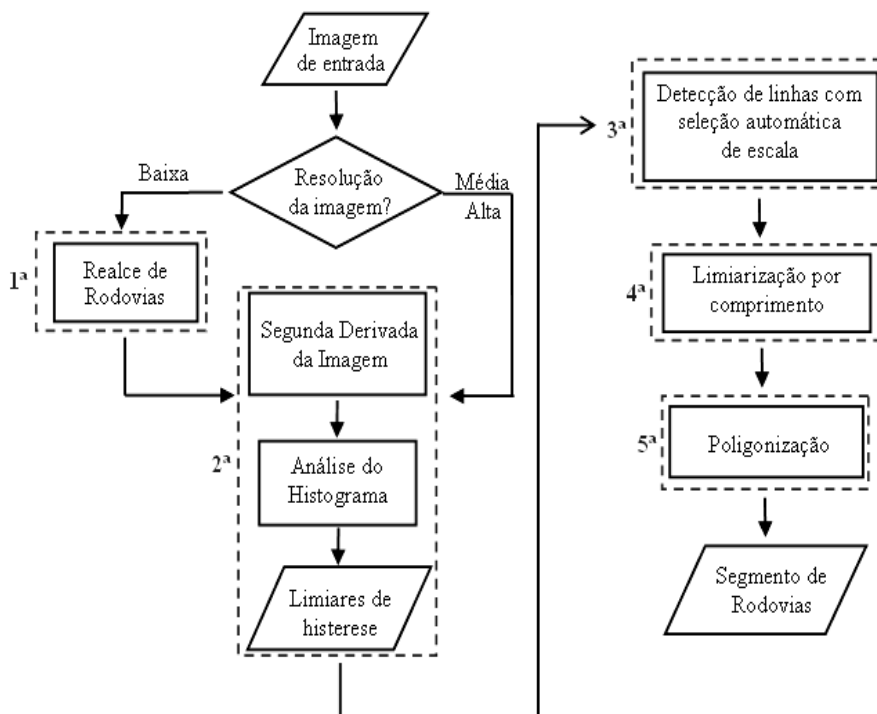 Imagem
de entrada
Resolução
da imagem?
Baixa
Média
Alta
1ª
Realce de
Rodovias
2ª
Segunda Derivada
da Imagem
Análise do
Histograma
Limiares de
histerese
3ª
Detecção de linhas com
seleção automática
de escala
4ª
Limiarização por
comprimento
5ª
Poligonização
Segmento de
Rodovias